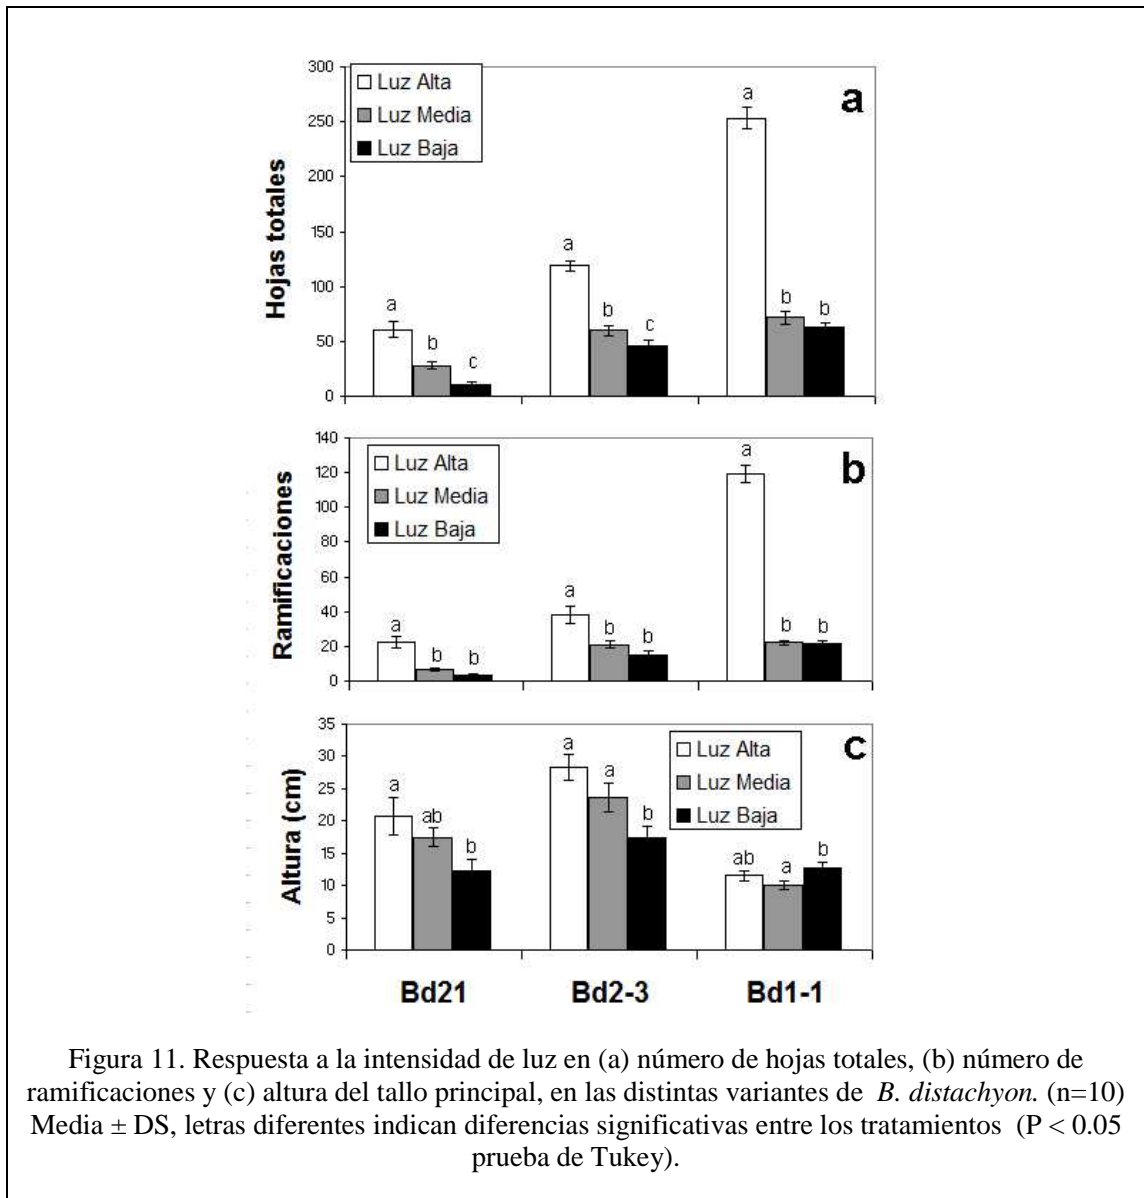 300
250
200
150
100
50
0
Hojas totales
Luz Alta
Luz Media
Luz Baja
a
a b c
a b c
a b b
140
120
100
80
60
40
20
0
Ramificaciones
Luz Alta
Luz Media
Luz Baja
b
a b b
a b b
a b b
35
30
25
20
15
10
5
0
Altura (cm)
Luz Alta
Luz Media
Luz Baja
c
a ab b
a a b
ab a b
Bd21 Bd2-3 Bd1-1
Figura 11. Respuesta a la intensidad de luz en (a) número de hojas totales, (b) número de
ramificaciones y (c) altura del tallo principal, en las distintas variantes de B. distachyon. (n=10)
Media ± DS, letras diferentes indican diferencias significativas entre los tratamientos (P < 0.05
prueba de Tukey).